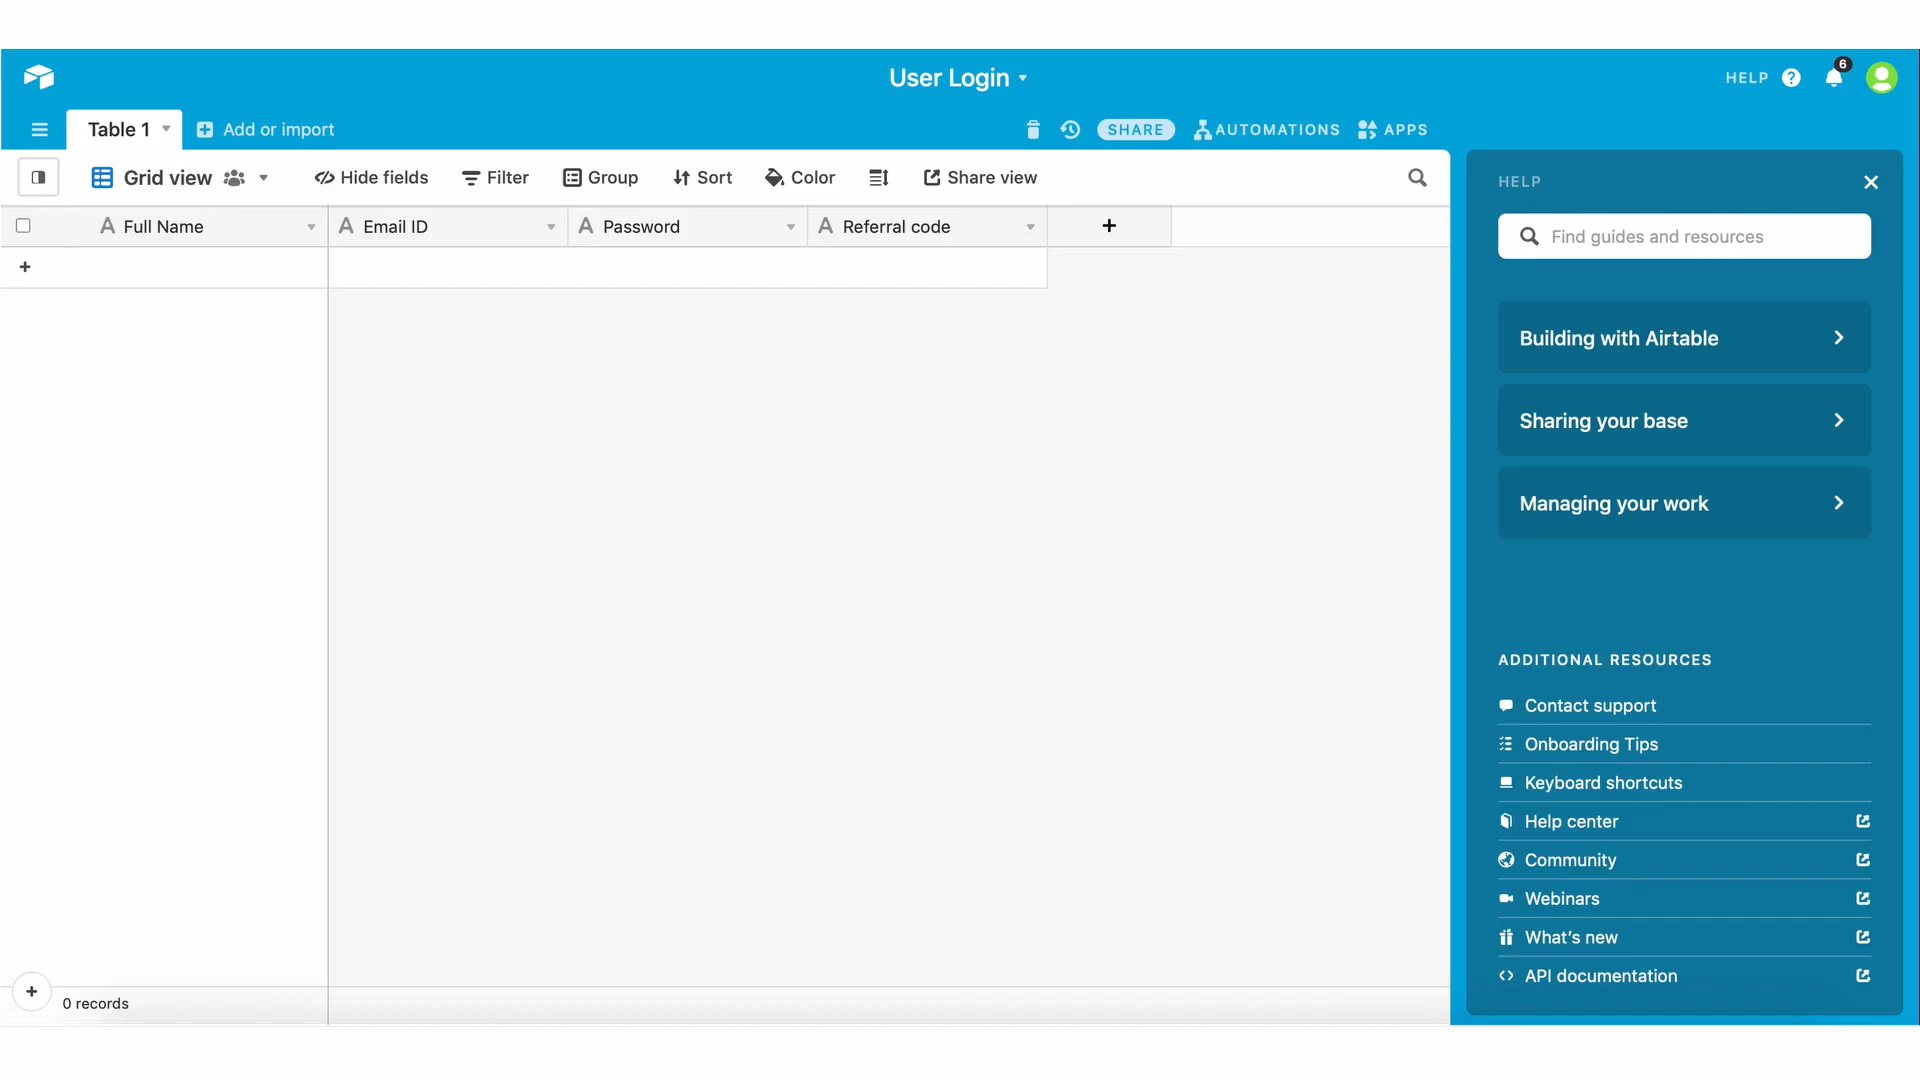 User Login
HELP
6
Table 1
Add or import
SHARE
AUTOMATIONS
APPS
Grid view
Hide fields
Filter
Group
Sort
Color
Share view
Full Name
Email ID
Password
Referral code
0 records
HELP
Find guides and resources
Building with Airtable
Sharing your base
Managing your work
ADDITIONAL RESOURCES
Contact support
Onboarding Tips
Keyboard shortcuts
Help center
Community
Webinars
What's new
API documentation